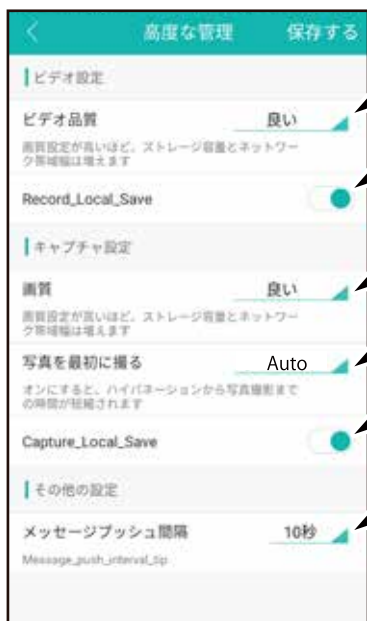 高度な管理 保存する
ビデオ設定
ビデオ品質 良い
画質設定が高いほど、ストレージ容量とネットワー
ク帯域幅は増えます
Record_Local_Save
キャプチャ設定
画質 良い
画質設定が高いほど、ストレージ容量とネットワー
ク帯域幅は増えます
写真を最初に撮る Auto
オンにすると、ハイバネーションから写真撮影まで
の時間が短縮されます
Capture_Local_Save
その他の設定
メッセージプッシュ間隔 10秒
Message_push_interval_tip